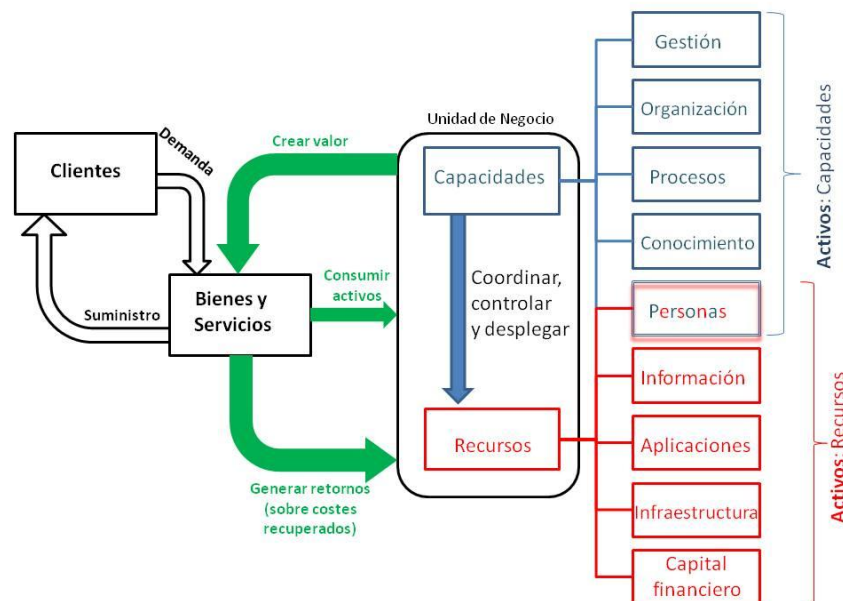 Clientes
Demanda
Suministro
Bienes y
Servicios
Crear valor
Consumir
activos
Generar retornos
(sobre costes
recuperados)
Unidad de Negocio
Capacidades
Coordinar,
controlar
y desplegar
Recursos
Gestión
Organización
Procesos
Conocimiento
Personas
Información
Aplicaciones
Infraestructura
Capital
financiero
Activos: Capacidades
Activos: Recursos